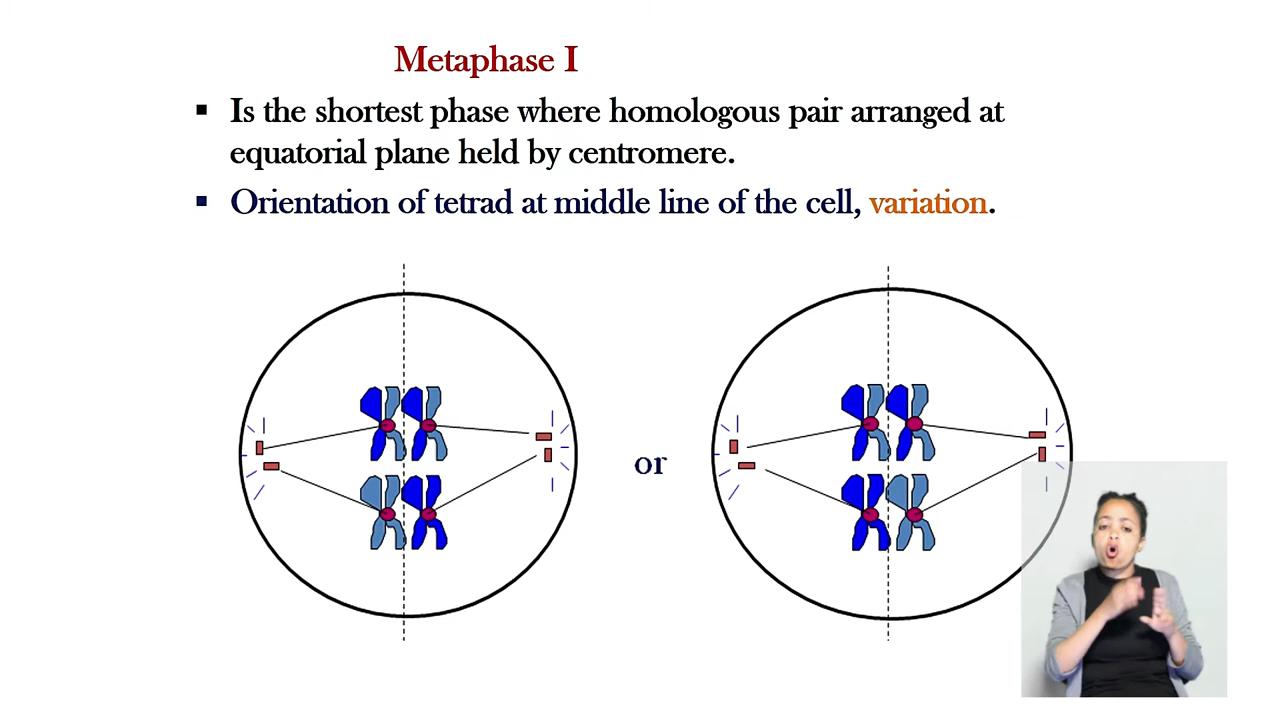 Metaphase I
▪ Is the shortest phase where homologous pair arranged at
equatorial plane held by centromere.
▪ Orientation of tetrad at middle line of the cell, variation.
or